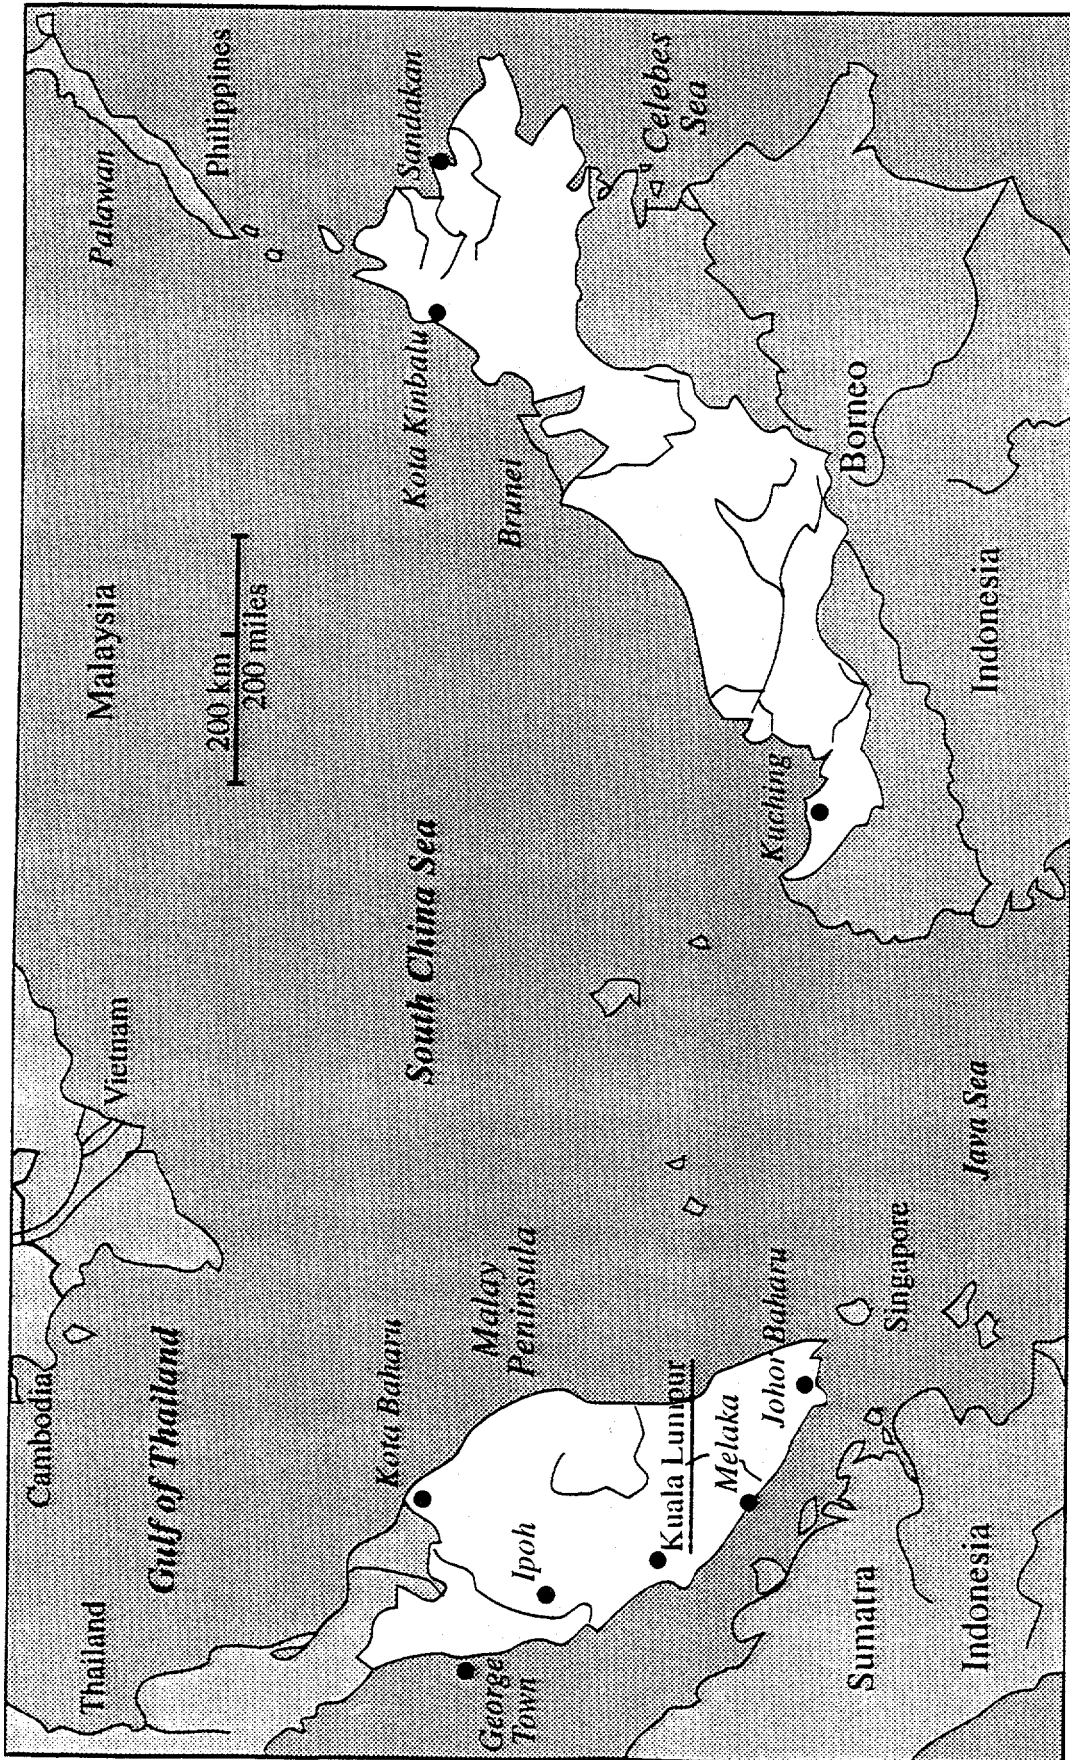 Malaysia
200 km
200 miles
Cambodia
Vietnam
Thailand
Gulf of Thailand
Palawan
Philippines
Kota Baharu
South China Sea
Kota Kinbalu
Sandakan
George
Town
Ipoh
Malay
Peninsula
Brunei
Celebes
Sea
Kuala Lumpur
Melaka
Johor Baharu
Kuching
Sumatra
Singapore
Borneo
Indonesia
Java Sea
Indonesia